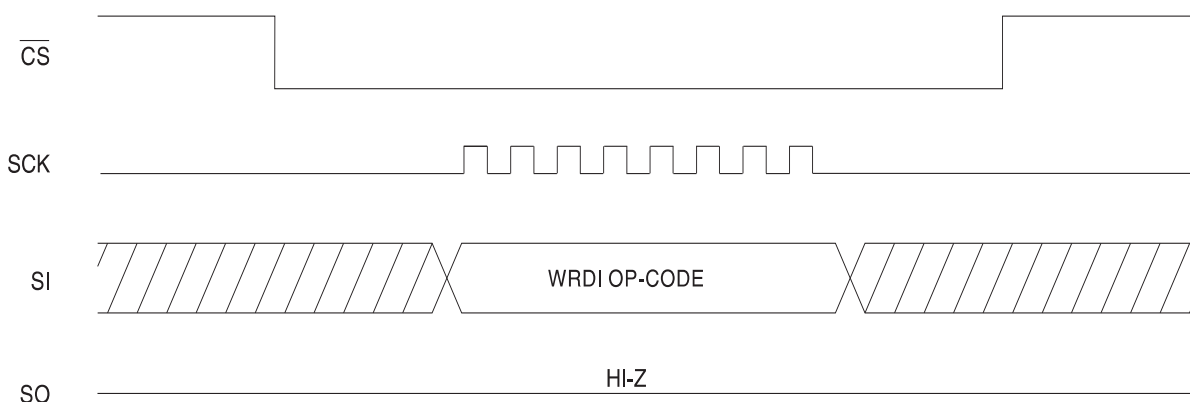 CS
SCK
SI
WRDI OP-CODE
HI-Z
SO